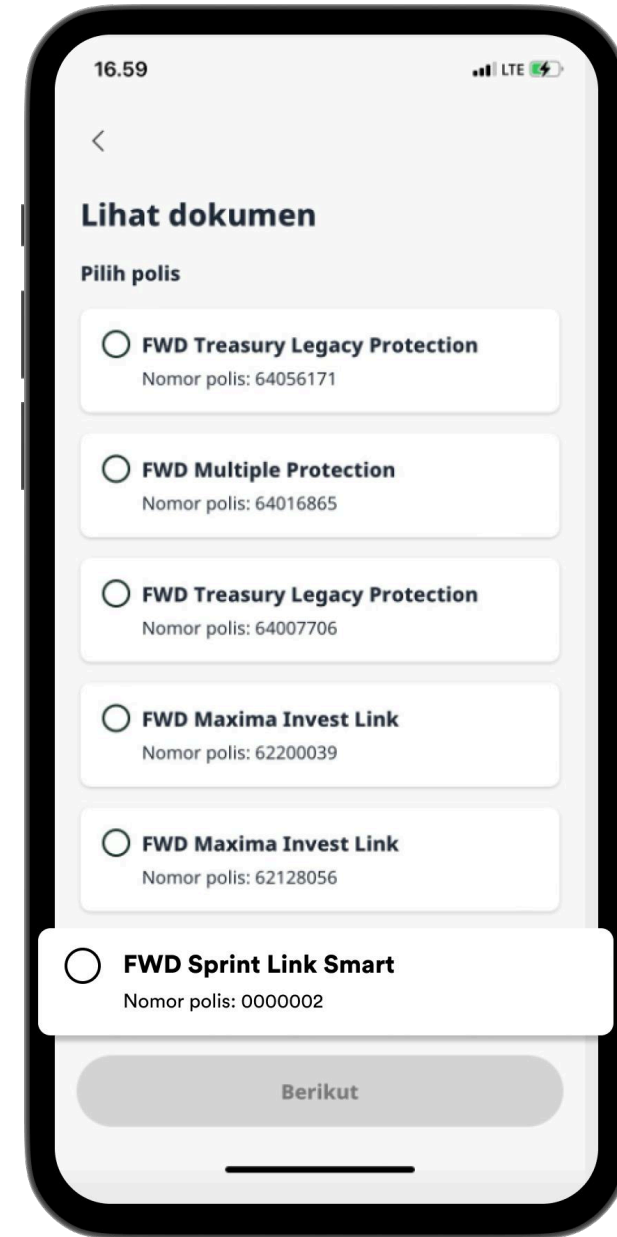 16.59
LTE
Lihat dokumen
Pilih polis
FWD Treasury Legacy Protection
Nomor polis: 64056171
FWD Multiple Protection
Nomor polis: 64016865
FWD Treasury Legacy Protection
Nomor polis: 64007706
FWD Maxima Invest Link
Nomor polis: 62200039
FWD Maxima Invest Link
Nomor polis: 62128056
FWD Sprint Link Smart
Nomor polis: 0000002
Berikut